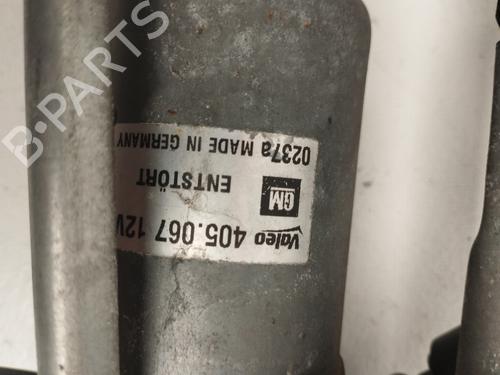 Valeo 405.067 12V
GM
ENTSTÖRT
0237a MADE IN GERMANY
B-PARTS